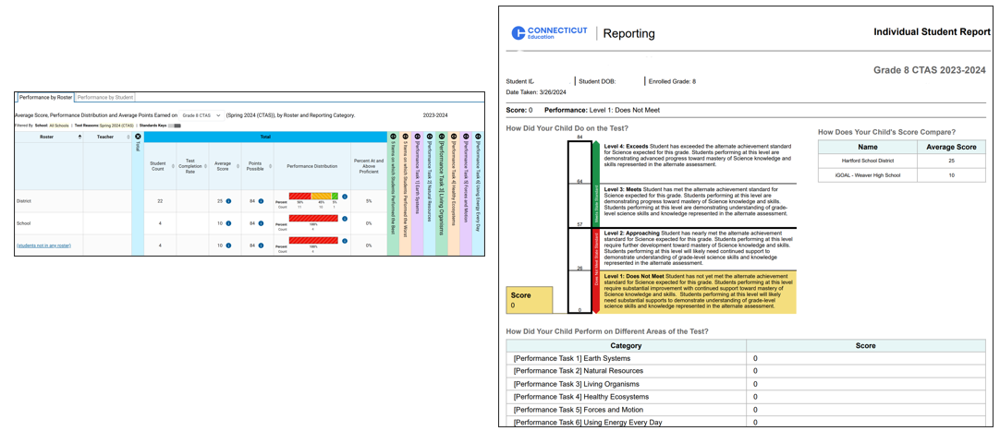 Performance by Roster
Performance by Student
Average Score, Performance Distribution and Average Points Earned on Grade 8 CTAS (Spring 2024 (CTAS)), by Roster and Reporting Category. 2023-2024
Filtered By School: All Schools | Test Reasons: Spring 2024 (CTAS) | Standards Keys
Roster
Teacher
Total
Total
Student Count
Test Completion Rate
Average Score
Points Possible
Performance Distribution
Percent At and Above Proficient
5 Items on which Students Performed the Best
5 Items on which Students Performed the Worst
[Performance Task 1] Earth Systems
[Performance Task 2] Natural Resources
[Performance Task 3] Living Organisms
[Performance Task 4] Healthy Ecosystems
[Performance Task 5] Forces and Motion
[Performance Task 6] Using Energy Every Day
District 22 25 84 5%
Percent 50% 45% 5%
Count 11 10 1
School 4 10 84 0%
Percent 100%
Count 4
(students not in any roster) 4 10 84 0%
Percent 100%
Count 4
CONNECTICUT
Education
Reporting
Individual Student Report
Grade 8 CTAS 2023-2024
Student ID
Student DOB:
Enrolled Grade: 8
Date Taken: 3/26/2024
Score: 0 Performance: Level 1: Does Not Meet
How Did Your Child Do on the Test?
84
Level 4: Exceeds Student has exceeded the alternate achievement
standard for Science expected for this grade. Students performing at this level are
demonstrating advanced progress toward mastery of Science knowledge and
skills represented in the alternate assessment.
64
Level 3: Meets Student has met the alternate achievement
standard for Science expected for this grade. Students performing at this level are
demonstrating progress toward mastery of Science knowledge and
skills. Students performing at this level are demonstrating understanding of grade-
level science skills and knowledge represented in the alternate assessment.
57
Level 2: Approaching Student has nearly met the alternate achievement
standard for Science expected for this grade. Students performing at this level
require further development toward mastery of Science knowledge and skills.
Students performing at this level will likely need continued support to
demonstrate understanding of grade-level science skills and knowledge
represented in the alternate assessment.
26
Level 1: Does Not Meet Student has not yet met the alternate achievement
standard for Science expected for this grade. Students performing at this level
require substantial improvement with continued support toward mastery of
Science knowledge and skills. Students performing at this level will likely
need substantial supports to demonstrate understanding of grade-level
science skills and knowledge represented in the alternate assessment.
0
Score
0
How Does Your Child's Score Compare?
Name Average Score
Hartford School District 25
iGOAL - Weaver High School 10
How Did Your Child Perform on Different Areas of the Test?
Category Score
[Performance Task 1] Earth Systems 0
[Performance Task 2] Natural Resources 0
[Performance Task 3] Living Organisms 0
[Performance Task 4] Healthy Ecosystems 0
[Performance Task 5] Forces and Motion 0
[Performance Task 6] Using Energy Every Day 0